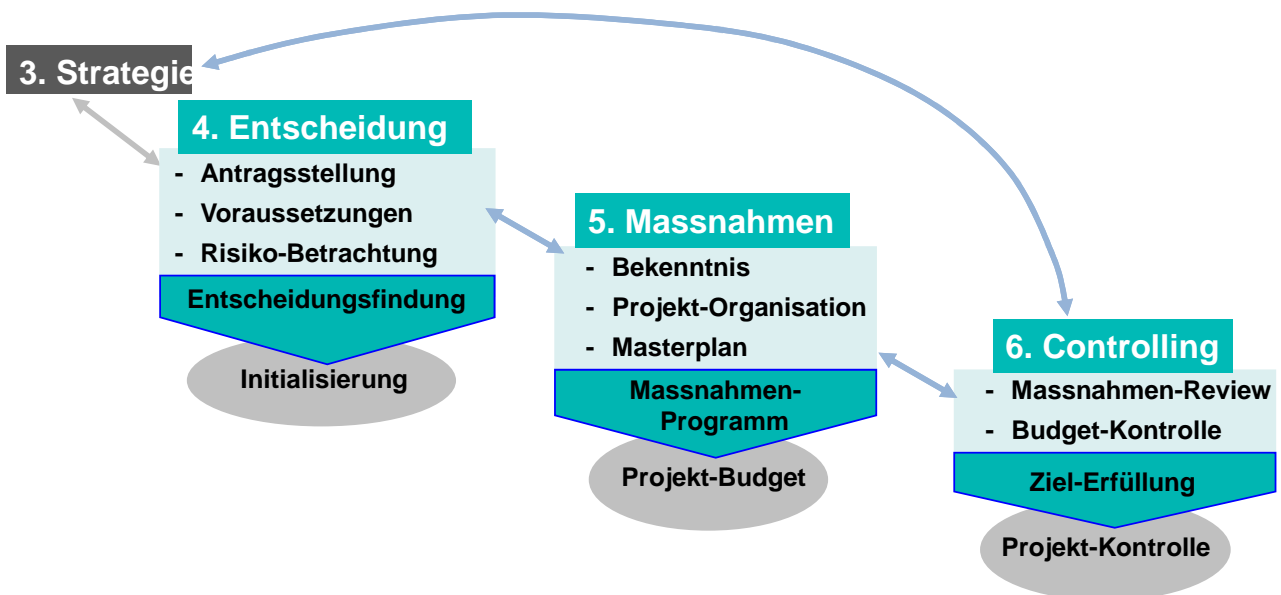 3. Strategie
4. Entscheidung
- Antragsstellung
- Voraussetzungen
- Risiko-Betrachtung
Entscheidungsfindung
Initialisierung
5. Massnahmen
- Bekenntnis
- Projekt-Organisation
- Masterplan
Massnahmen-
Programm
Projekt-Budget
6. Controlling
- Massnahmen-Review
- Budget-Kontrolle
Ziel-Erfüllung
Projekt-Kontrolle